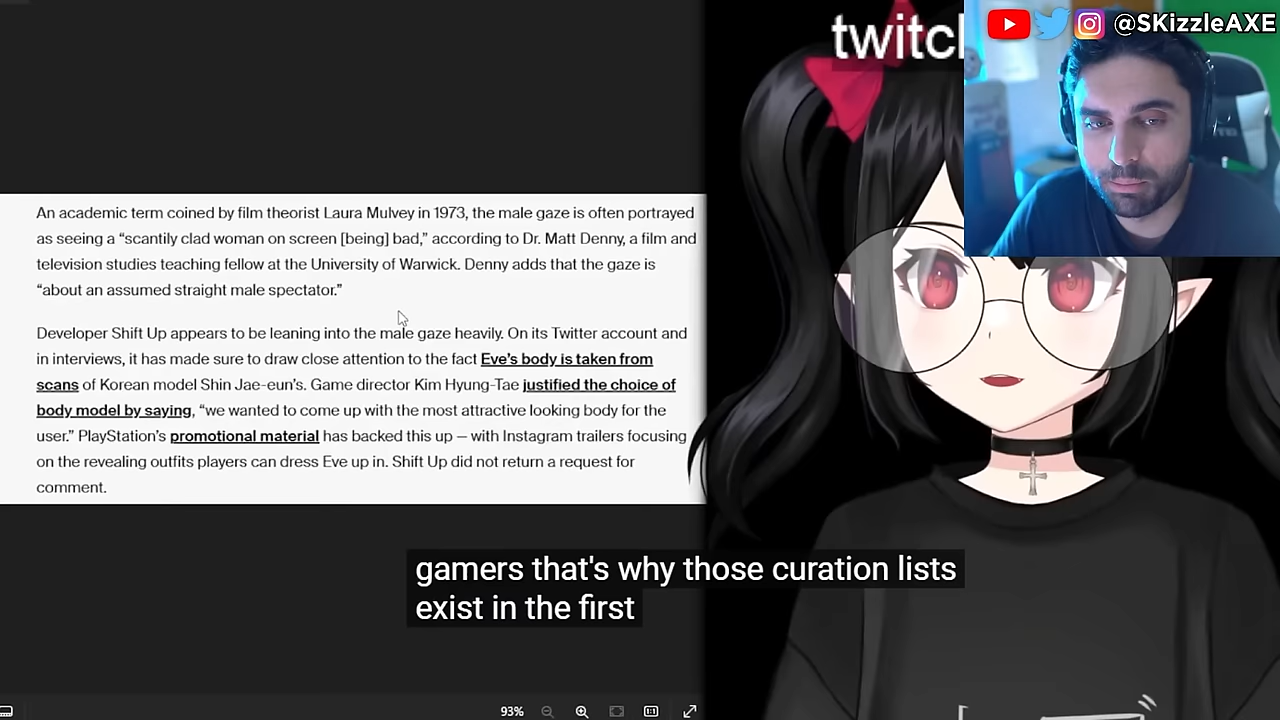 twitc
@SKizzleAXE
An academic term coined by film theorist Laura Mulvey in 1973, the male gaze is often portrayed
as seeing a “scantily clad woman on screen [being] bad,” according to Dr. Matt Denny, a film and
television studies teaching fellow at the University of Warwick. Denny adds that the gaze is
“about an assumed straight male spectator.”
Developer Shift Up appears to be leaning into the male gaze heavily. On its Twitter account and
in interviews, it has made sure to draw close attention to the fact Eve’s body is taken from
scans of Korean model Shin Jae-eun’s. Game director Kim Hyung-Tae justified the choice of
body model by saying, “we wanted to come up with the most attractive looking body for the
user.” PlayStation’s promotional material has backed this up — with Instagram trailers focusing
on the revealing outfits players can dress Eve up in. Shift Up did not return a request for
comment.
gamers that's why those curation lists
exist in the first
93%